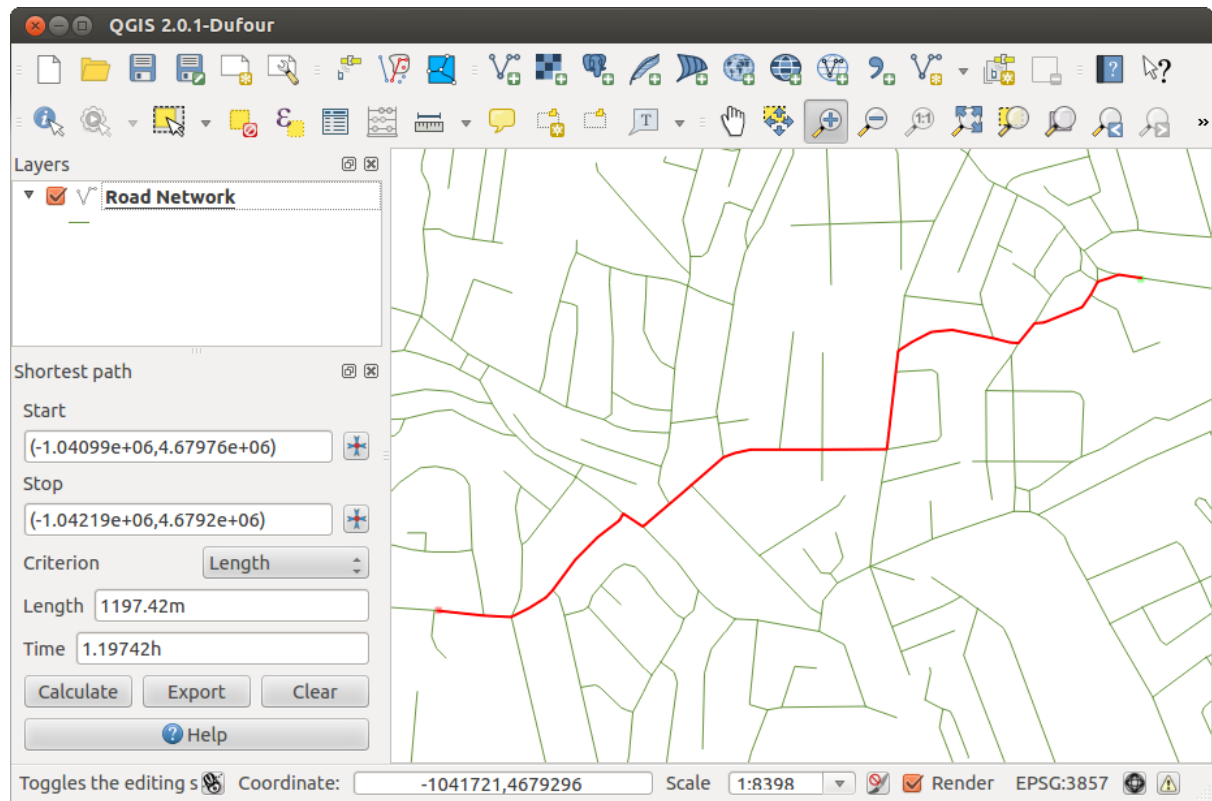 QGIS 2.0.1-Dufour
Layers
Road Network
Shortest path
Start
(-1.04099e+06,4.67976e+06)
Stop
(-1.04219e+06,4.6792e+06)
Criterion Length
Length 1197.42m
Time 1.19742h
Calculate Export Clear
Help
Toggles the editing s Coordinate: -1041721,4679296 Scale 1:8398 Render EPSG:3857